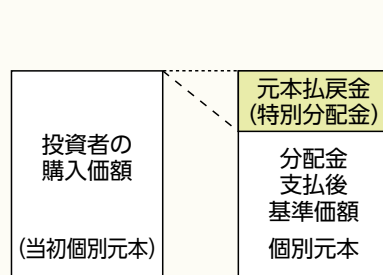 投資者の
購入価額
(当初個別元本)
元本払戻金
(特別分配金)
分配金
支払後
基準価額
個別元本